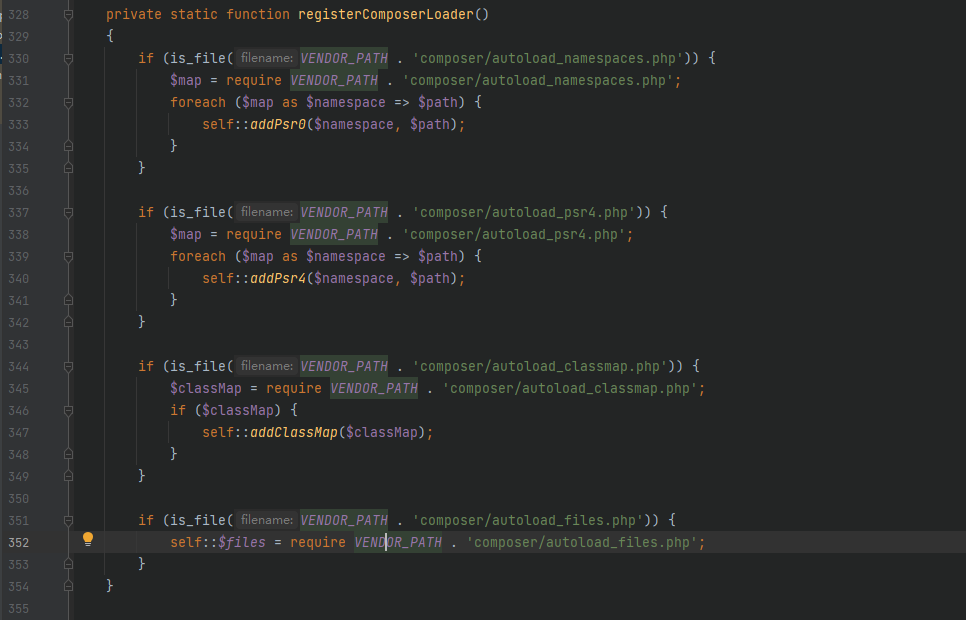 328 private static function registerComposerLoader()
329 {
330 if (is_file( filename: VENDOR_PATH . 'composer/autoload_namespaces.php')) {
331 $map = require VENDOR_PATH . 'composer/autoload_namespaces.php';
332 foreach ($map as $namespace => $path) {
333 self::addPsr0($namespace, $path);
334 }
335 }
336
337 if (is_file( filename: VENDOR_PATH . 'composer/autoload_psr4.php')) {
338 $map = require VENDOR_PATH . 'composer/autoload_psr4.php';
339 foreach ($map as $namespace => $path) {
340 self::addPsr4($namespace, $path);
341 }
342 }
343
344 if (is_file( filename: VENDOR_PATH . 'composer/autoload_classmap.php')) {
345 $classMap = require VENDOR_PATH . 'composer/autoload_classmap.php';
346 if ($classMap) {
347 self::addClassMap($classMap);
348 }
349 }
350
351 if (is_file( filename: VENDOR_PATH . 'composer/autoload_files.php')) {
352 self::$files = require VENDOR_PATH . 'composer/autoload_files.php';
353 }
354 }
355